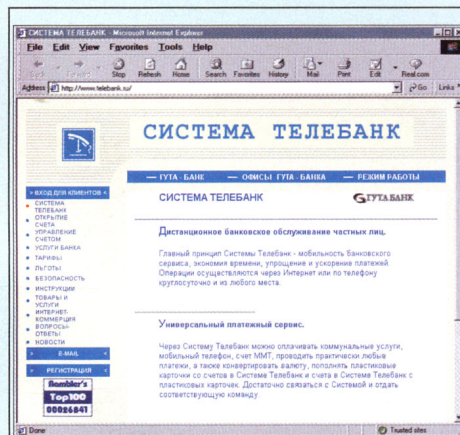 СИСТЕМА ТЕЛЕБАНК - Microsoft Internet Explorer
File Edit View Favorites Tools Help
Back Forward Stop Refresh Home Search Favorites History Mail Print Edit Real.com
Address http://www.telebank.ru/ Go Links
СИСТЕМА ТЕЛЕБАНК
— ГУТА - БАНК — ОФИСЫ ГУТА - БАНКА — РЕЖИМ РАБОТЫ
> ВХОД ДЛЯ КЛИЕНТОВ <
СИСТЕМА
ТЕЛЕБАНК
ОТКРЫТИЕ
СЧЕТА
УПРАВЛЕНИЕ
СЧЕТОМ
УСЛУГИ БАНКА
ТАРИФЫ
ЛЬГОТЫ
БЕЗОПАСНОСТЬ
ИНСТРУКЦИИ
ТОВАРЫ И
УСЛУГИ
ИНТЕРНЕТ-
КОММЕРЦИЯ
ВОПРОСЫ-
ОТВЕТЫ
НОВОСТИ
> E-MAIL <
> РЕГИСТРАЦИЯ <
Rambler's
Top100
00026841
СИСТЕМА ТЕЛЕБАНК
ГУТА БАНК
Дистанционное банковское обслуживание частных лиц.
Главный принцип Системы Телебанк - мобильность банковского
сервиса, экономия времени, упрощение и ускорение платежей.
Операции осуществляются через Интернет или по телефону
круглосуточно и из любого места.
Универсальный платежный сервис.
Через Систему Телебанк можно оплачивать коммунальные услуги,
мобильный телефон, счет ММТ, проводить практически любые
платежи, а также конвертировать валюту, пополнять пластиковые
карточки со счетов в Системе Телебанк и счета в Системе Телебанк с
пластиковых карточек. Достаточно связаться с Системой и отдать
соответствующую команду.
Done Trusted sites